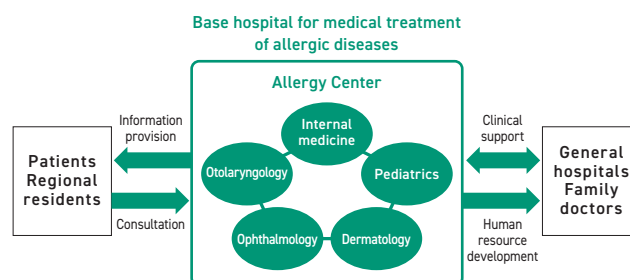 Base hospital for medical treatment
of allergic diseases
Allergy Center
Information
provision
Patients
Regional
residents
Consultation
Internal
medicine
Otolaryngology
Pediatrics
Ophthalmology
Dermatology
Clinical
support
General
hospitals
Family
doctors
Human
resource
development